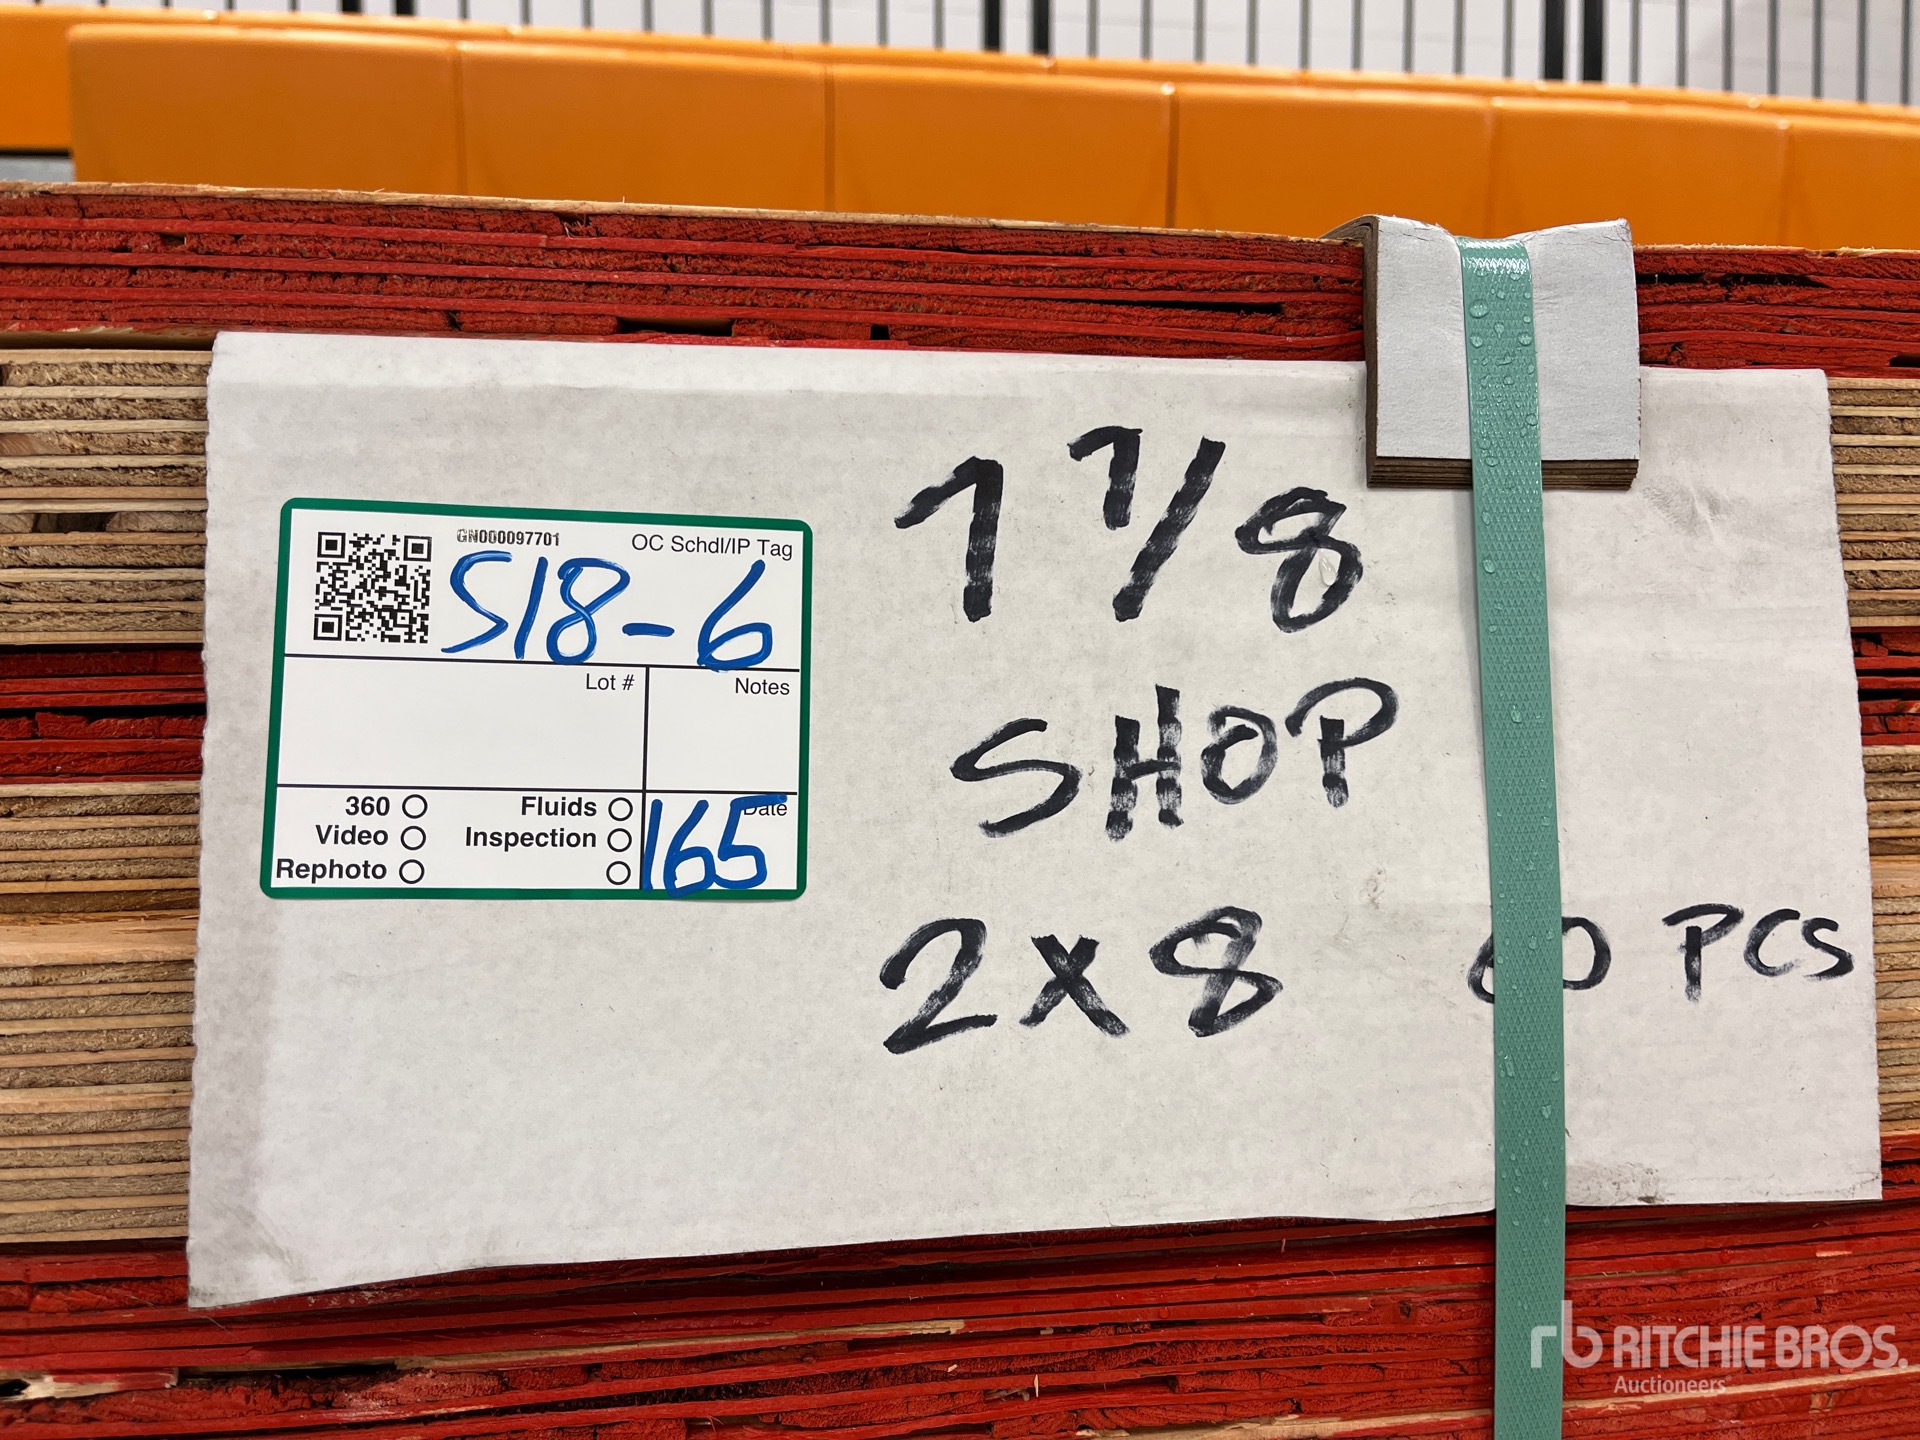 GN000097701
OC Schdl/IP Tag
S18-6
Lot #
Notes
360
Fluids
Date
Video
Inspection
165
Rephoto
1 1/8
SHOP
2x8 PCS
RITCHIE BROS.
Auctioneers